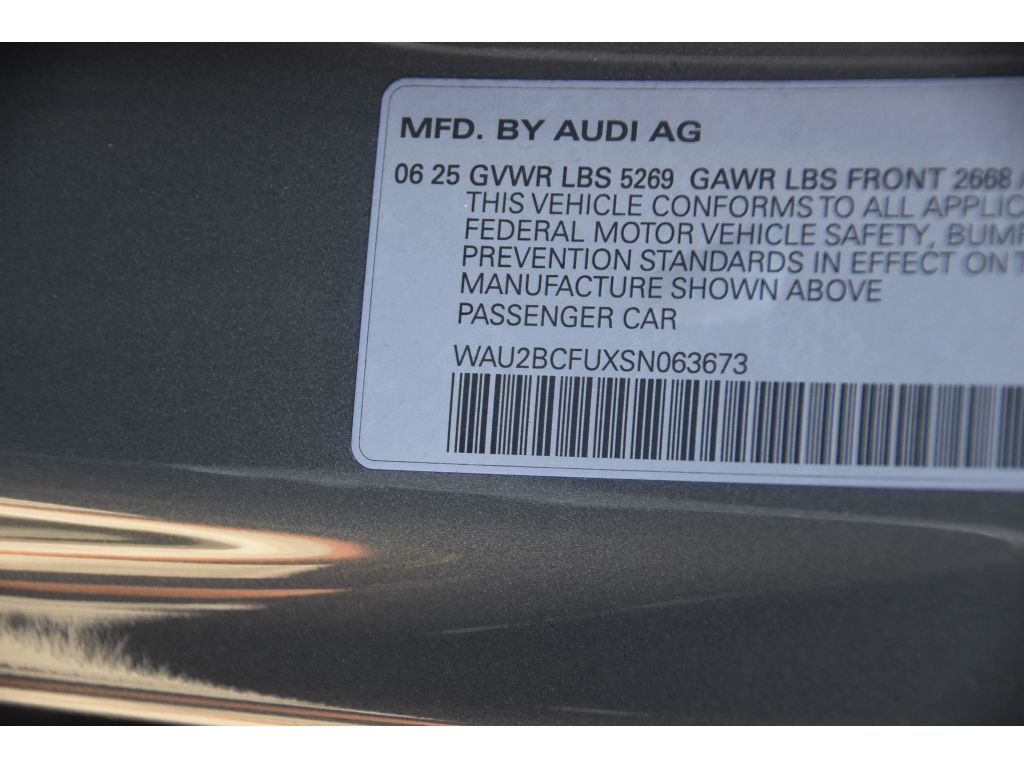 MFD. BY AUDI AG
06 25 GVWR LBS 5269 GAWR LBS FRONT 2668
THIS VEHICLE CONFORMS TO ALL
FEDERAL MOTOR VEHICLE SAFETY,
PREVENTION STANDARDS IN EFFECT ON
MANUFACTURE SHOWN ABOVE
PASSENGER CAR
WAU2BCFUXSN063673